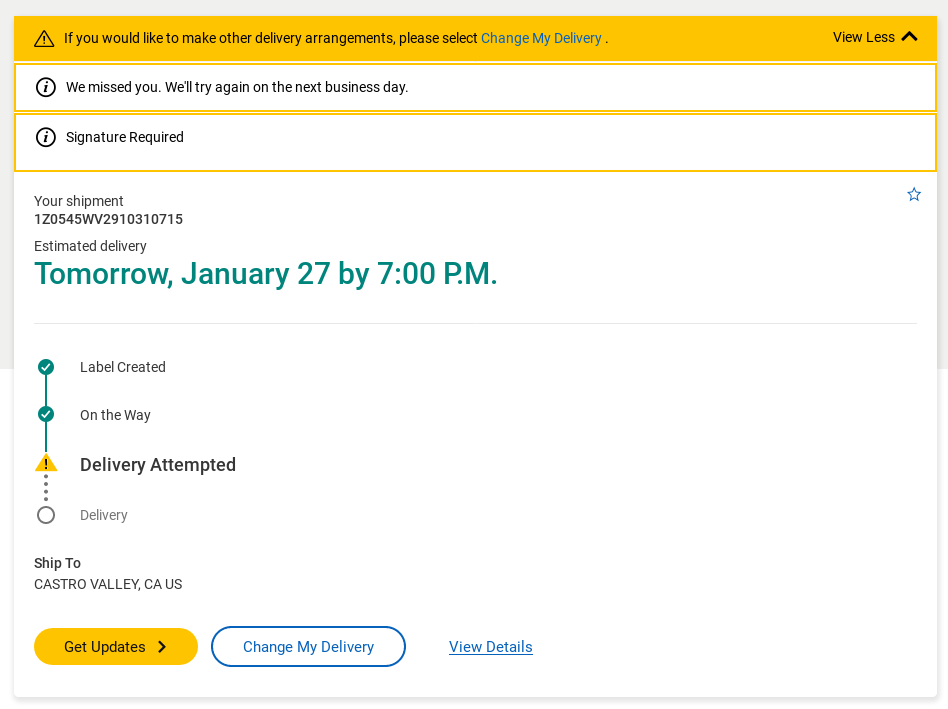 If you would like to make other delivery arrangements, please select Change My Delivery .
View Less
We missed you. We'll try again on the next business day.
Signature Required
Your shipment
1Z0545WV2910310715
Estimated delivery
Tomorrow, January 27 by 7:00 P.M.
Label Created
On the Way
Delivery Attempted
Delivery
Ship To
CASTRO VALLEY, CA US
Get Updates
Change My Delivery
View Details